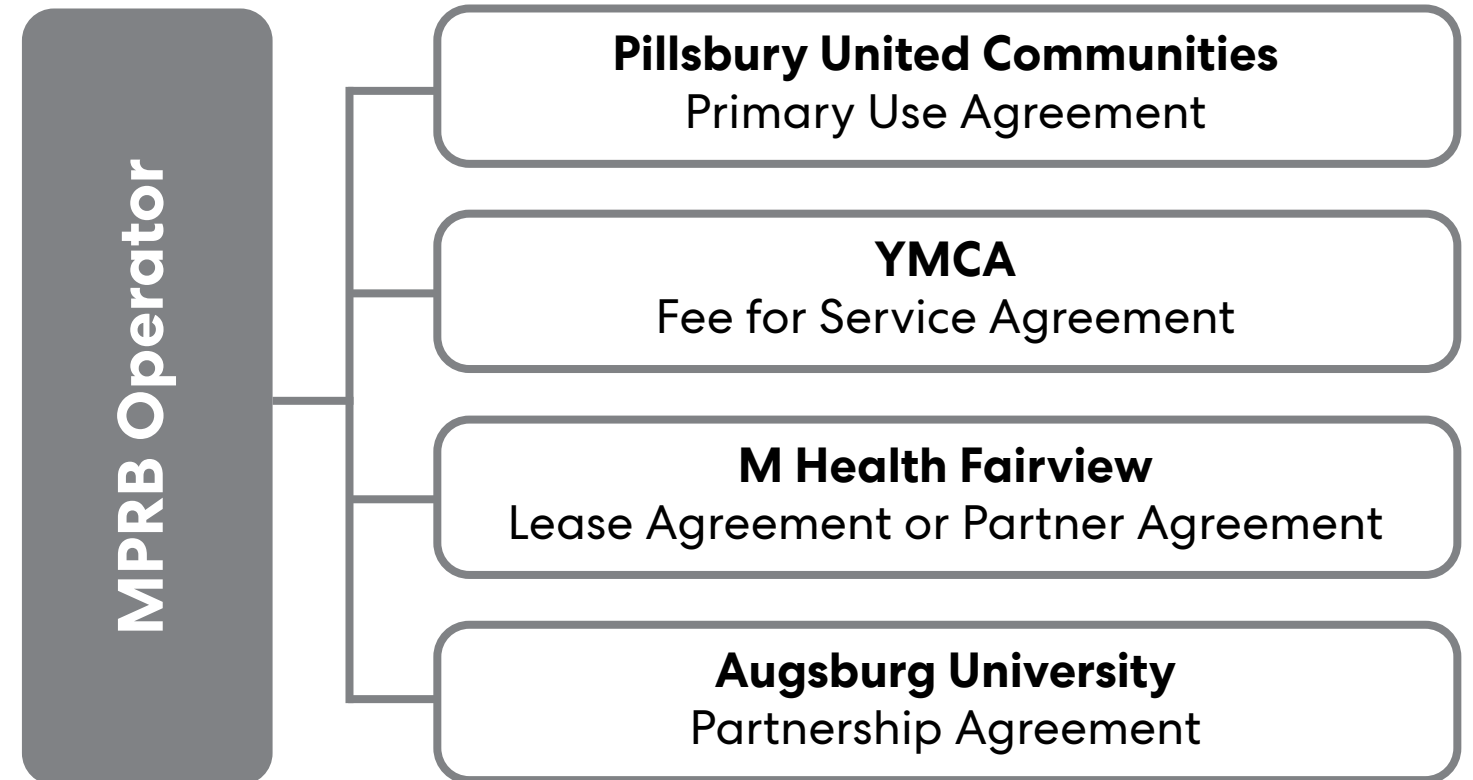 MPRB Operator
Pillsbury United Communities
Primary Use Agreement
YMCA
Fee for Service Agreement
M Health Fairview
Lease Agreement or Partner Agreement
Augsburg University
Partnership Agreement